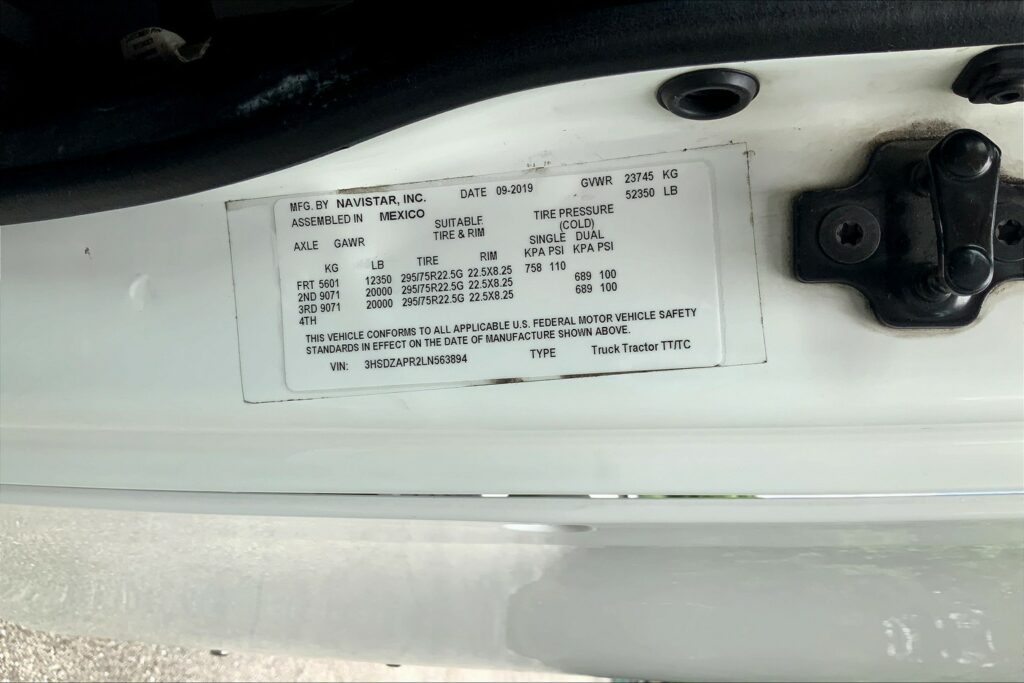 MFG. BY NAVISTAR, INC. DATE 09-2019 GVWR 23745 KG
ASSEMBLED IN MEXICO 52350 LB
SUITABLE TIRE PRESSURE
TIRE & RIM (COLD)
AXLE GAWR SINGLE DUAL
KG LB TIRE RIM KPA PSI KPA PSI
FRT 5601 12350 295/75R22.5G 22.5X8.25 758 110
2ND 9071 20000 295/75R22.5G 22.5X8.25 689 100
3RD 9071 20000 295/75R22.5G 22.5X8.25 689 100
4TH
THIS VEHICLE CONFORMS TO ALL APPLICABLE U.S. FEDERAL MOTOR VEHICLE SAFETY
STANDARDS IN EFFECT ON THE DATE OF MANUFACTURE SHOWN ABOVE.
VIN: 3HSDZAPR2LN563894 TYPE Truck Tractor TT/TC